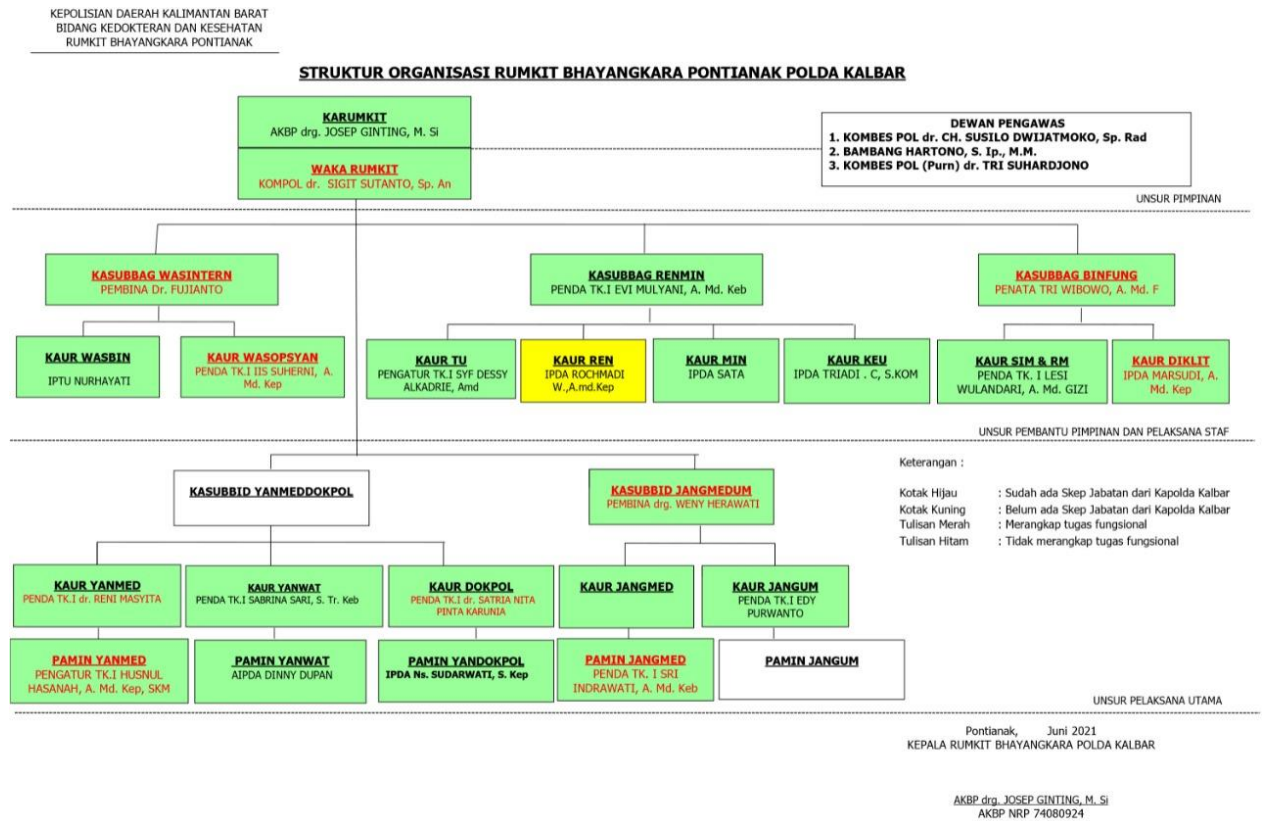 KEPOLISIAN DAERAH KALIMANTAN BARAT
BIDANG KEDOKTERAN DAN KESEHATAN
RUMKIT BHAYANGKARA PONTIANAK
STRUKTUR ORGANISASI RUMKIT BHAYANGKARA PONTIANAK POLDA KALBAR
KARUMKIT
AKBP drg. JOSEP GINTING, M. Si
WAKA RUMKIT
KOMPOL dr. SIGIT SUTANTO, Sp. An
DEWAN PENGAWAS
1. KOMBES POL dr. CH. SUSILO DWIJATMOKO, Sp. Rad
2. BAMBANG HARTONO, S. Ip., M.M.
3. KOMBES POL (Purn) dr. TRI SUHARDJONO
UNSUR PIMPINAN
KASUBBAG WASINTERN
PEMBINA Dr. FUJIANTO
KASUBBAG RENMIN
PENDA TK.I EVI MULYANI, A. Md. Keb
KASUBBAG BINFUNG
PENATA TRI WIBOWO, A. Md. F
KAUR WASBIN
IPTU NURHAYATI
KAUR WASOPSYAN
PENDA TK.I IIS SUHERNI, A.
Md. Kep
KAUR TU
PENGATUR TK.I SYF DESSY
ALKADRIE, Amd
KAUR REN
IPDA ROCHMADI
W.,A.md.Kep
KAUR MIN
IPDA SATA
KAUR KEU
IPDA TRIADI . C, S.KOM
KAUR SIM & RM
PENDA TK. I LESI
WULANDARI, A. Md. GIZI
KAUR DIKLIT
IPDA MARSUDI, A.
Md. Kep
UNSUR PEMBANTU PIMPINAN DAN PELAKSANA STAF
KASUBBID YANMEDDOKPOL
KASUBBID JANGMEDUM
PEMBINA drg. WENY HERAWATI
Keterangan :
Kotak Hijau : Sudah ada Skep Jabatan dari Kapolda Kalbar
Kotak Kuning : Belum ada Skep Jabatan dari Kapolda Kalbar
Tulisan Merah : Merangkap tugas fungsional
Tulisan Hitam : Tidak merangkap tugas fungsional
KAUR YANMED
PENDA TK.I dr. RENI MASYITA
KAUR YANWAT
PENDA TK.I SABRINA SARI, S. Tr. Keb
KAUR DOKPOL
PENDA TK.I dr. SATRIA NITA
PINTA KARUNIA
KAUR JANGMED
KAUR JANGUM
PENDA TK.I EDY
PURWANTO
PAMIN YANMED
PENGATUR TK.I HUSNUL
HASANAH, A. Md. Kep, SKM
PAMIN YANWAT
AIPDA DINNY DUPAN
PAMIN YANDOKPOL
IPDA Ns. SUDARWATI, S. Kep
PAMIN JANGMED
PENDA TK. I SRI
INDRAWATI, A. Md. Keb
PAMIN JANGUM
UNSUR PELAKSANA UTAMA
Pontianak, Juni 2021
KEPALA RUMKIT BHAYANGKARA POLDA KALBAR
AKBP drg. JOSEP GINTING, M. Si
AKBP NRP 74080924